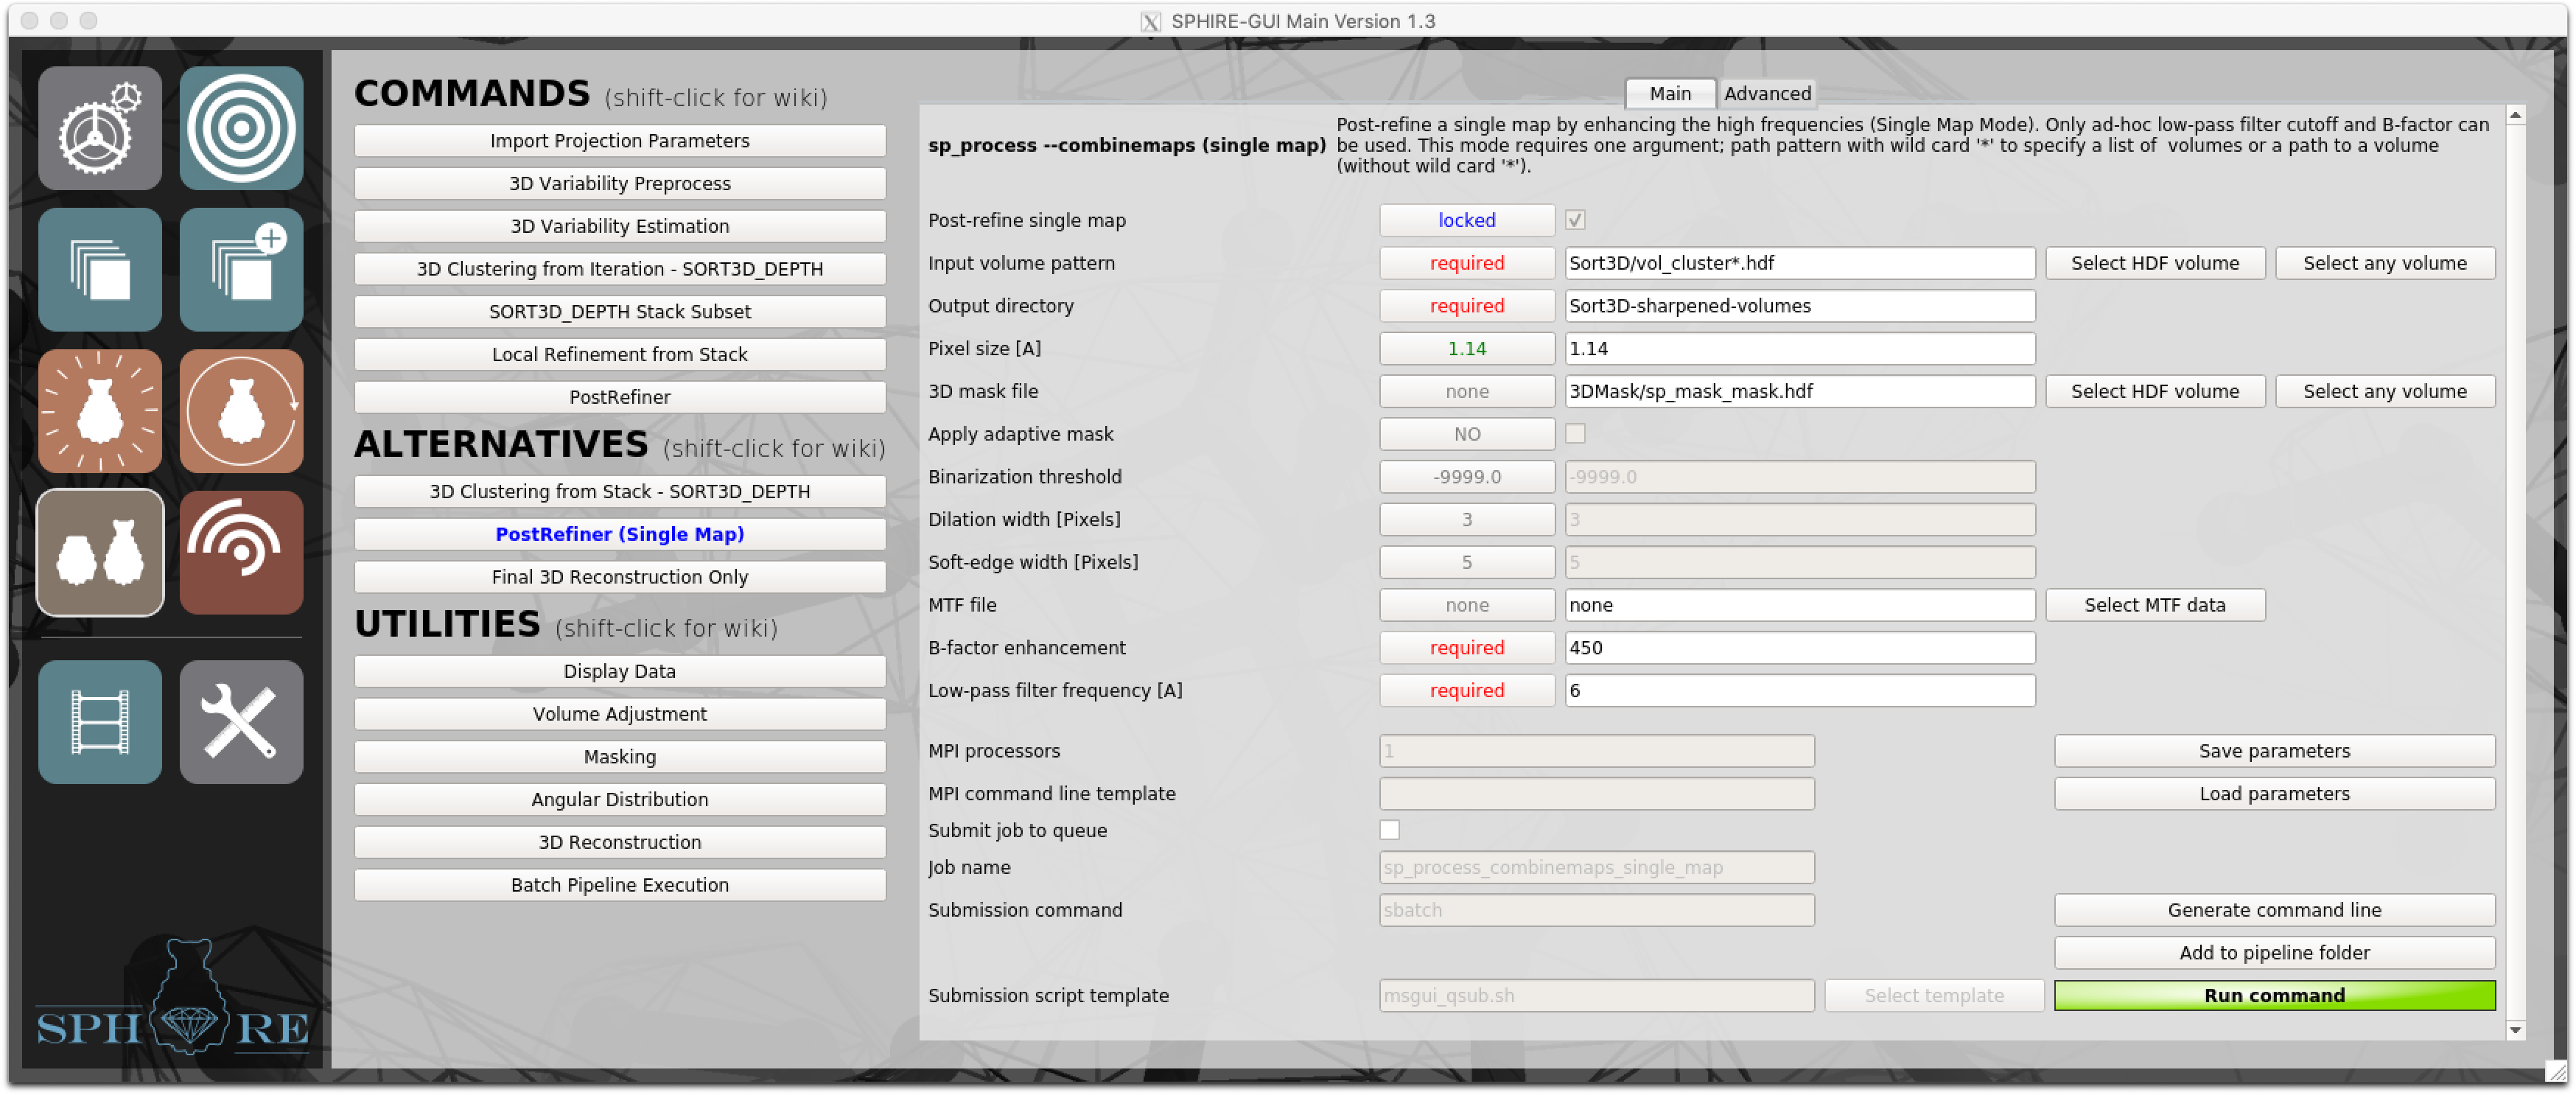 SPHIRE-GUI Main Version 1.3
COMMANDS (shift-click for wiki)
Import Projection Parameters
3D Variability Preprocess
3D Variability Estimation
3D Clustering from Iteration - SORT3D_DEPTH
SORT3D_DEPTH Stack Subset
Local Refinement from Stack
PostRefiner
ALTERNATIVES (shift-click for wiki)
3D Clustering from Stack - SORT3D_DEPTH
PostRefiner (Single Map)
Final 3D Reconstruction Only
UTILITIES (shift-click for wiki)
Display Data
Volume Adjustment
Masking
Angular Distribution
3D Reconstruction
Batch Pipeline Execution
SPH RE
Main Advanced
sp_process --combinemaps (single map)
Post-refine a single map by enhancing the high frequencies (Single Map Mode). Only ad-hoc low-pass filter cutoff and B-factor can
be used. This mode requires one argument; path pattern with wild card '*' to specify a list of volumes or a path to a volume
(without wild card '*').
Post-refine single map locked
Input volume pattern required Sort3D/vol_cluster*.hdf Select HDF volume Select any volume
Output directory required Sort3D-sharpened-volumes
Pixel size [A] 1.14 1.14
3D mask file none 3DMask/sp_mask_mask.hdf Select HDF volume Select any volume
Apply adaptive mask NO
Binarization threshold -9999.0 -9999.0
Dilation width [Pixels] 3 3
Soft-edge width [Pixels] 5 5
MTF file none none Select MTF data
B-factor enhancement required 450
Low-pass filter frequency [A] required 6
MPI processors 1 Save parameters
MPI command line template Load parameters
Submit job to queue
Job name sp_process_combinemaps_single_map
Submission command sbatch Generate command line
Add to pipeline folder
Submission script template msgui_qsub.sh Select template Run command